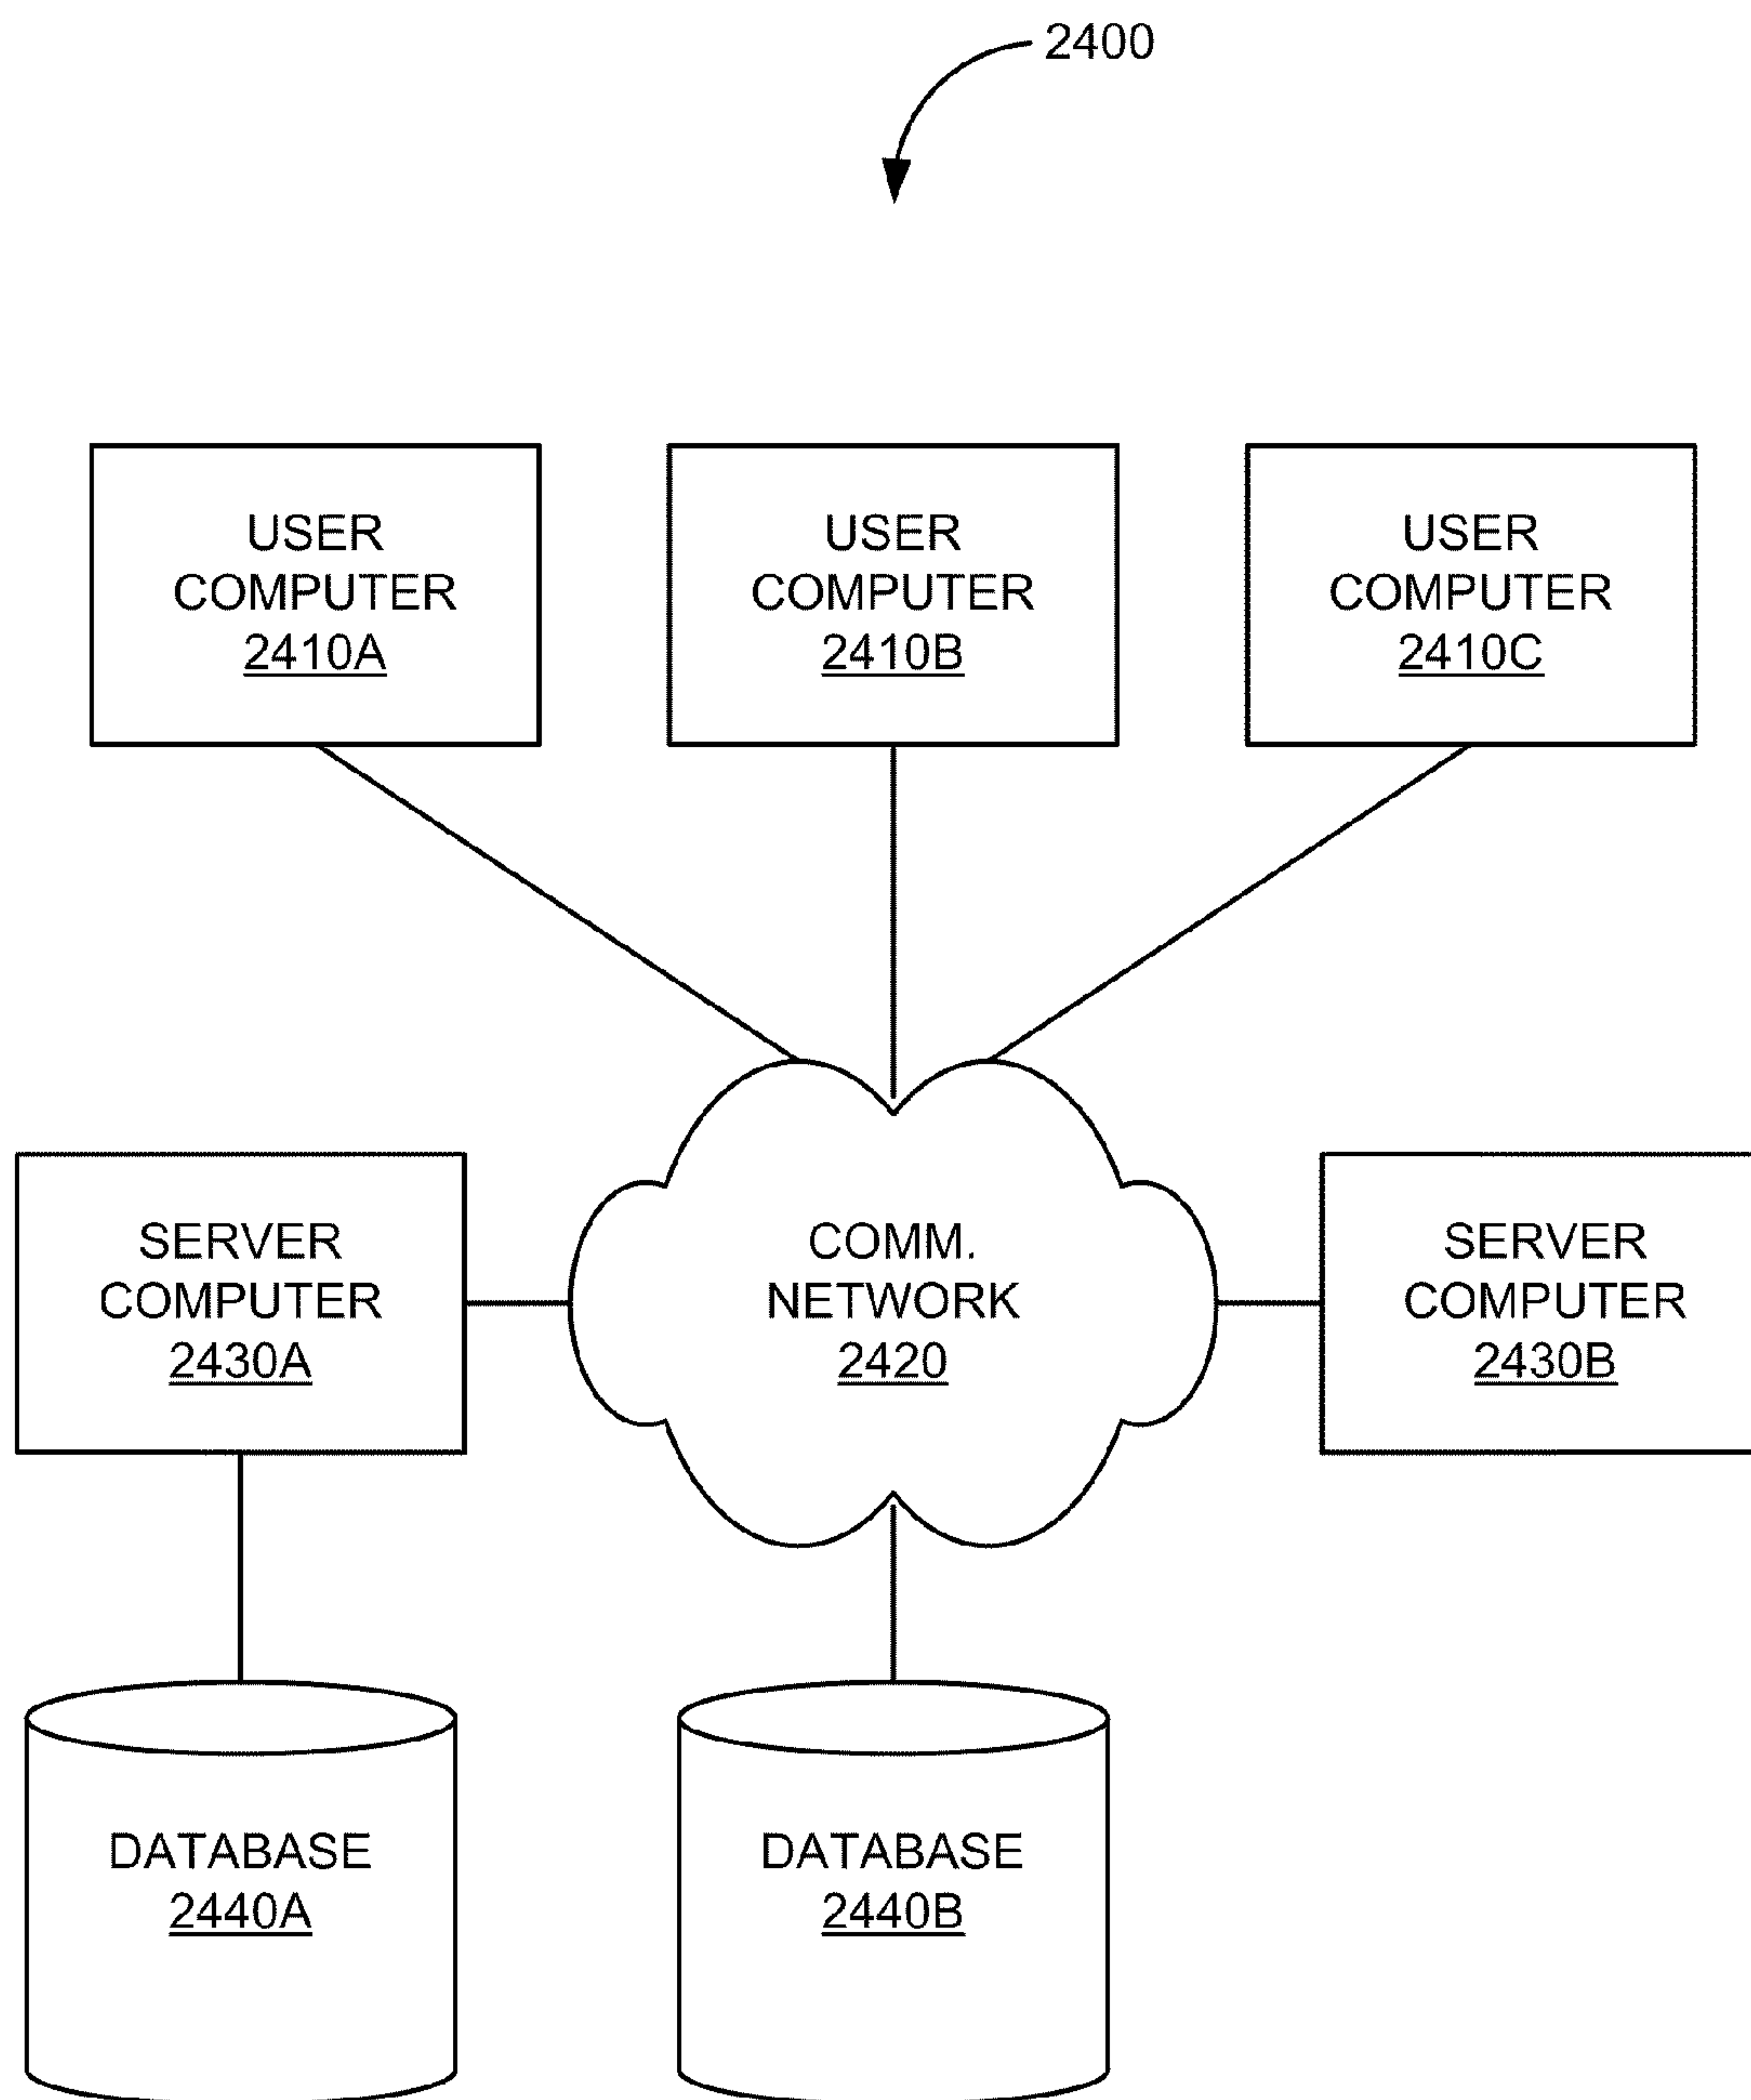 2400
USER
COMPUTER
2410A
USER
COMPUTER
2410B
USER
COMPUTER
2410C
SERVER
COMPUTER
2430A
COMM.
NETWORK
2420
SERVER
COMPUTER
2430B
DATABASE
2440A
DATABASE
2440B